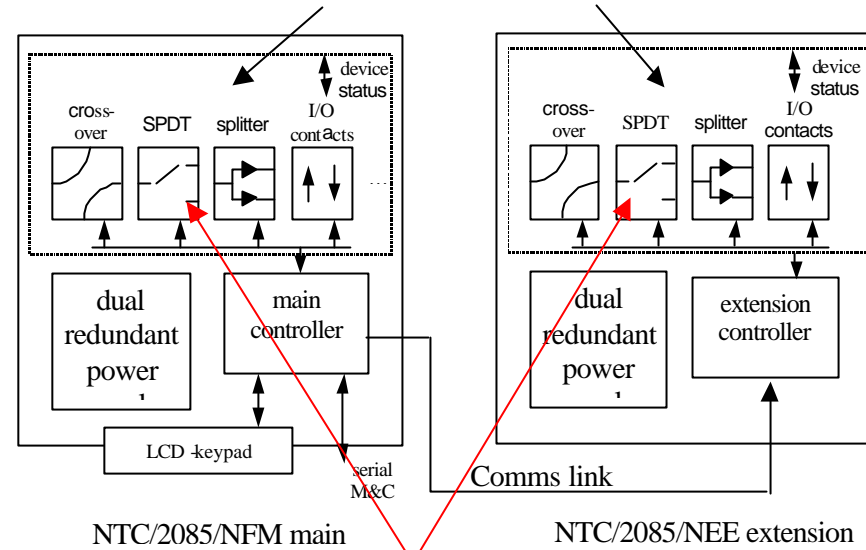 device
status
cross-
over
SPDT
splitter
I/O
contacts
...
dual
redundant
power
main
controller
LCD -keypad
serial
M&C
NTC/2085/NFM main
device
status
cross-
over
SPDT
splitter
I/O
contacts
dual
redundant
power
extension
controller
Comms link
NTC/2085/NEE extension